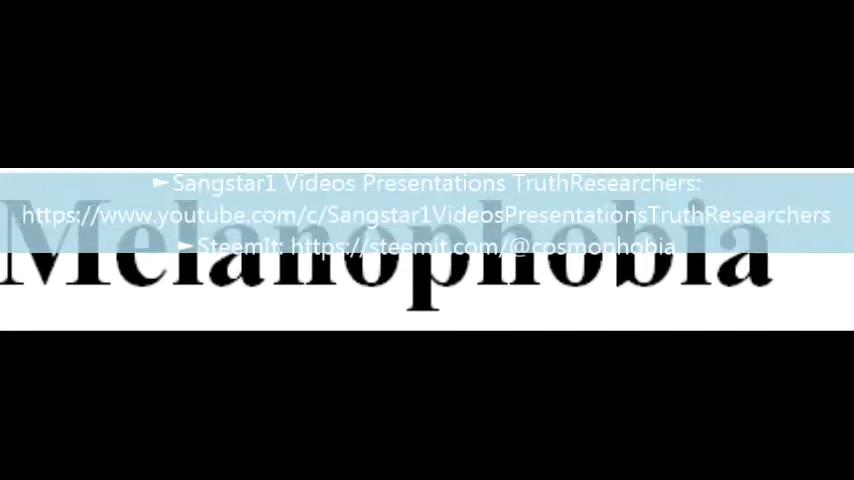 ►Sangstar1 Videos Presentations TruthResearchers:
https://www.youtube.com/c/Sangstar1VideosPresentationsTruthResearchers
►SteemIt: https://steemit.com/@cosmophobia
Melanophobia